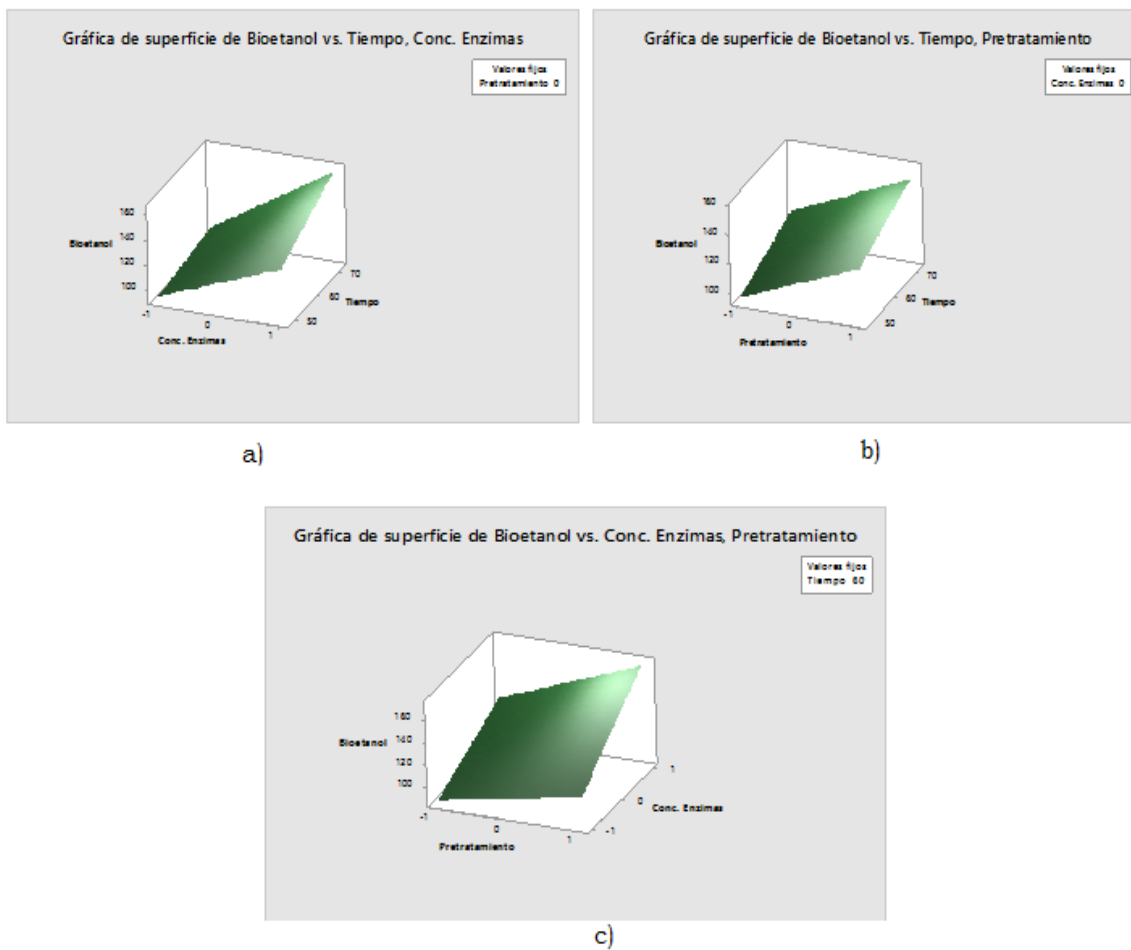 Gráfica de superficie de Bioetanol vs. Tiempo, Conc. Enzimas
Valores fijos
Pretratamiento 0
160
140
120
100
Bioetanol
-1
0
1
Conc. Enzimas
50
60
70
Tiempo
a)
Gráfica de superficie de Bioetanol vs. Tiempo, Pretratamiento
Valores fijos
Conc. Enzimas 0
160
140
120
100
Bioetanol
-1
0
1
Pretratamiento
50
60
70
Tiempo
b)
Gráfica de superficie de Bioetanol vs. Conc. Enzimas, Pretratamiento
Valores fijos
Tiempo 60
160
140
120
100
Bioetanol
-1
0
1
Pretratamiento
-1
0
1
Conc. Enzimas
c)